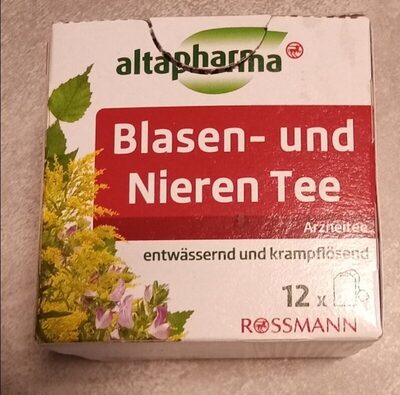 altapharma
Blasen- und
Nieren Tee
Arzneitee
entwässernd und krampflösend
12 x
ROSSMANN